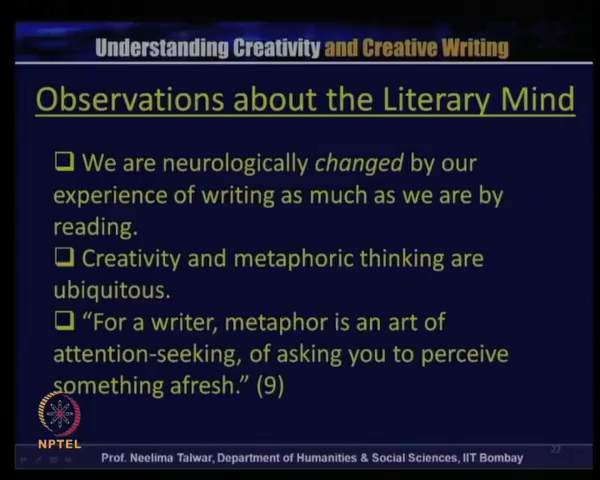 Understanding Creativity and Creative Writing
Observations about the Literary Mind
❑ We are neurologically changed by our
experience of writing as much as we are by
reading.
❑ Creativity and metaphoric thinking are
ubiquitous.
❑ “For a writer, metaphor is an art of
attention-seeking, of asking you to perceive
something afresh.” (9)
NPTEL
22
Prof. Neelima Talwar, Department of Humanities & Social Sciences, IIT Bombay